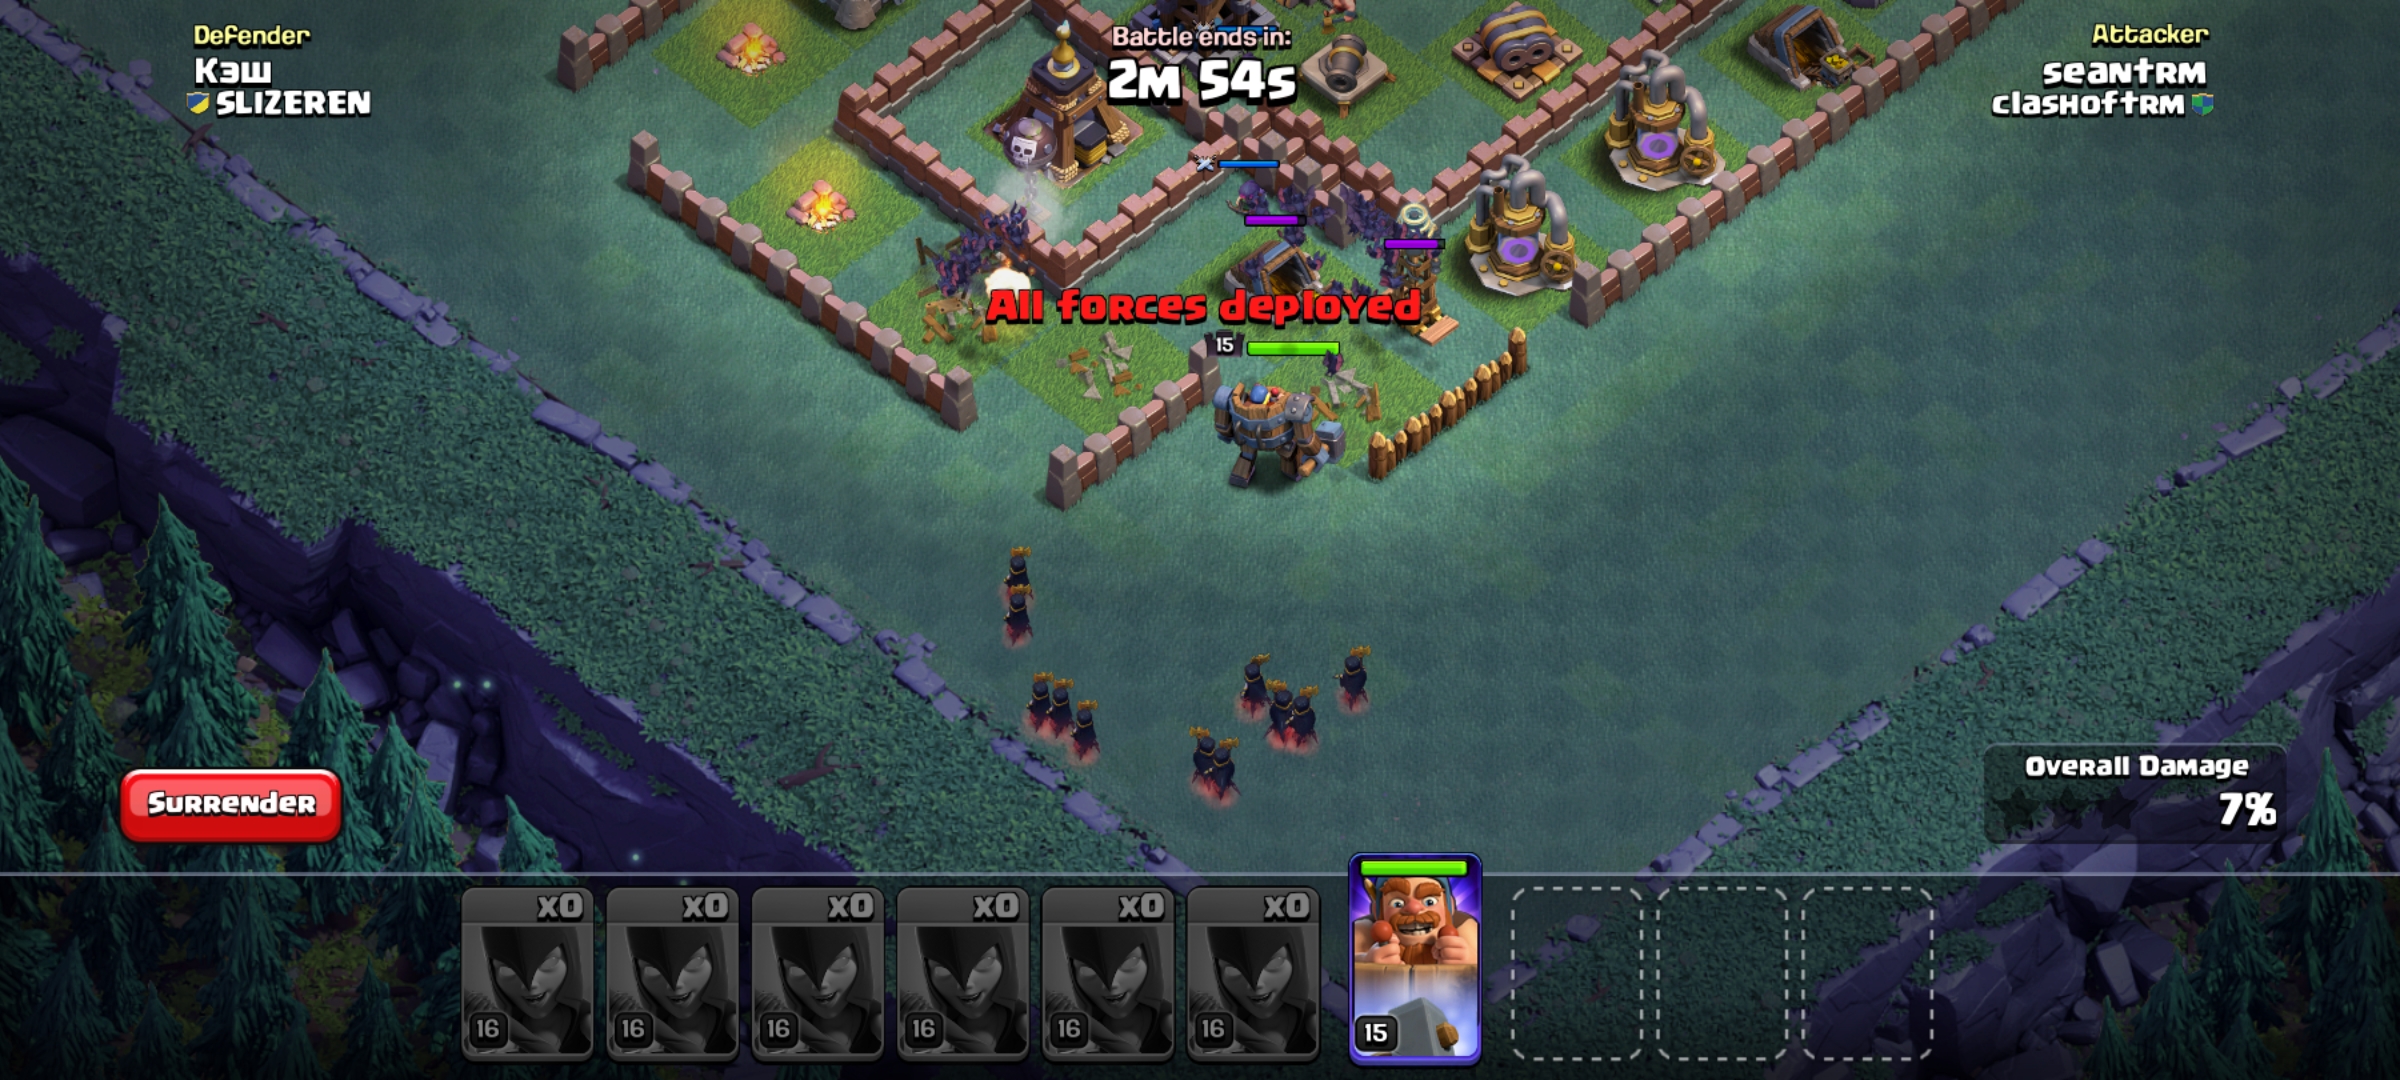 Defender
Кэш
SLIZEREN
Battle ends in:
2M 54S
Attacker
seantRM
clashoftRM
All forces deployed
15
Surrender
Overall Damage
7%
x0
x0
x0
x0
x0
x0
16
16
16
16
16
16
15